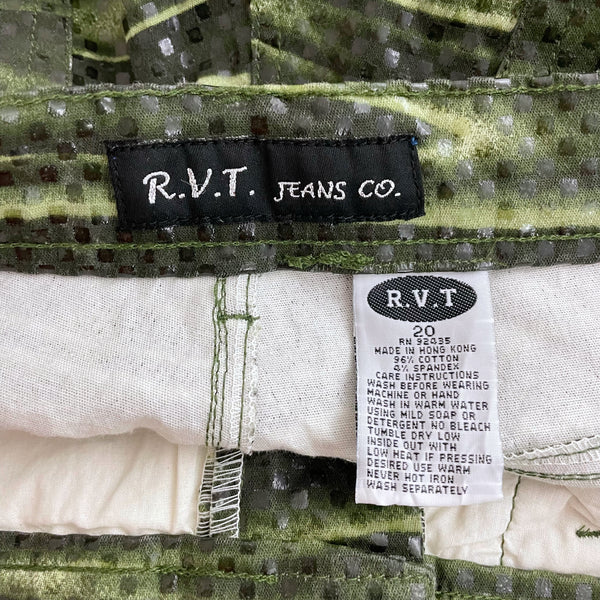 R.V.T. JEANS CO.
R.V.T
20
RN 92435
MADE IN HONG KONG
96% COTTON
4% SPANDEX
CARE INSTRUCTIONS
WASH BEFORE WEARING
MACHINE OR HAND
WASH IN WARM WATER
USING MILD SOAP OR
DETERGENT NO BLEACH
TUMBLE DRY LOW
INSIDE OUT WITH
LOW HEAT IF PRESSING
DESIRED USE WARM
NEVER HOT IRON
WASH SEPARATELY